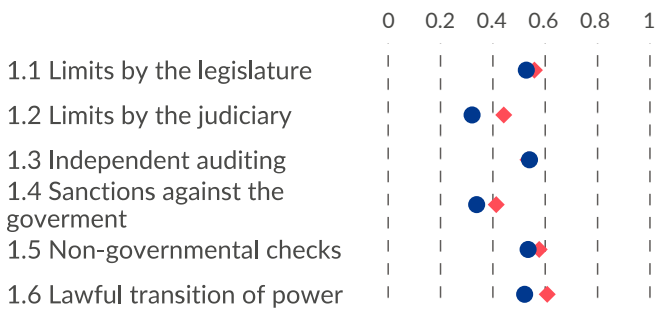 0 0.2 0.4 0.6 0.8 1
1.1 Limits by the legislature
1.2 Limits by the judiciary
1.3 Independent auditing
1.4 Sanctions against the
goverment
1.5 Non-governmental checks
1.6 Lawful transition of power